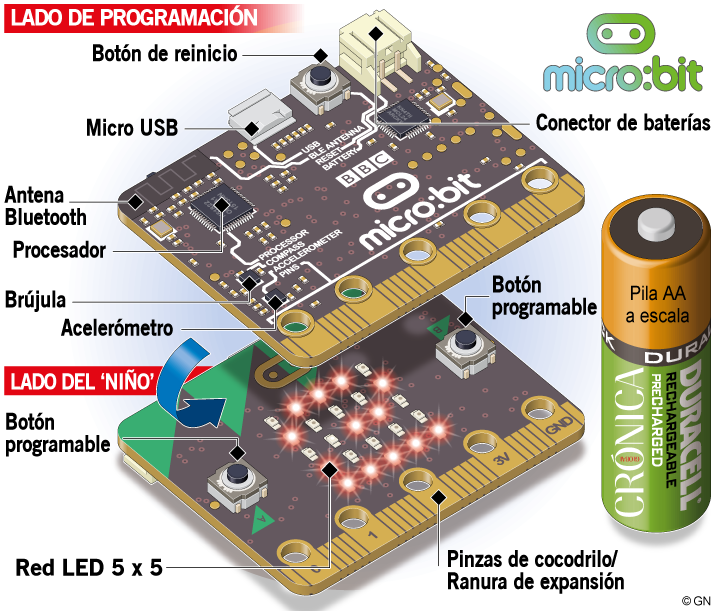 LADO DE PROGRAMACIÓN
Botón de reinicio
micro:bit
Micro USB
Conector de baterías
USB
BLE ANTENNA
RESET
BATTERY
BBC
micro:bit
Antena
Bluetooth
Procesador
PROCESSOR
COMPASS
ACCELEROMETER
PINS
Brújula
Acelerómetro
Botón
programable
Pila AA
a escala
DURA
CRÓNICA
PRECHARGED
RECHARGEABLE
DURACELL
LADO DEL ‘NIÑO’
Botón
programable
B
A
0
1
3V
GND
Red LED 5 x 5
Pinzas de cocodrilo/
Ranura de expansión
© GN